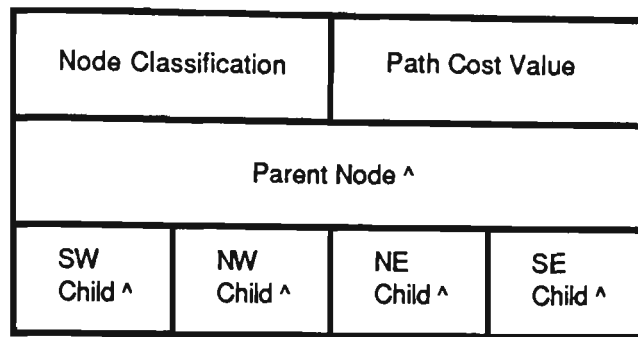 Node Classification
Path Cost Value
Parent Node ^
SW
Child ^
NW
Child ^
NE
Child ^
SE
Child ^